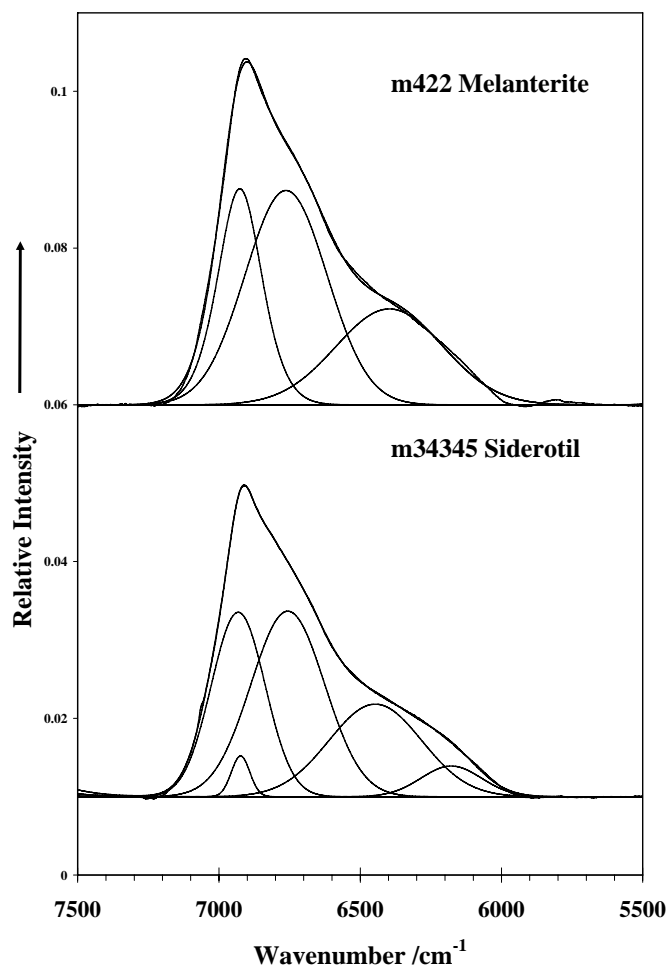 m422 Melanterite
0.1
0.08
Relative Intensity
0.06
m34345 Siderotil
0.04
0.02
0
7500 7000 6500 6000 5500
Wavenumber /cm-1